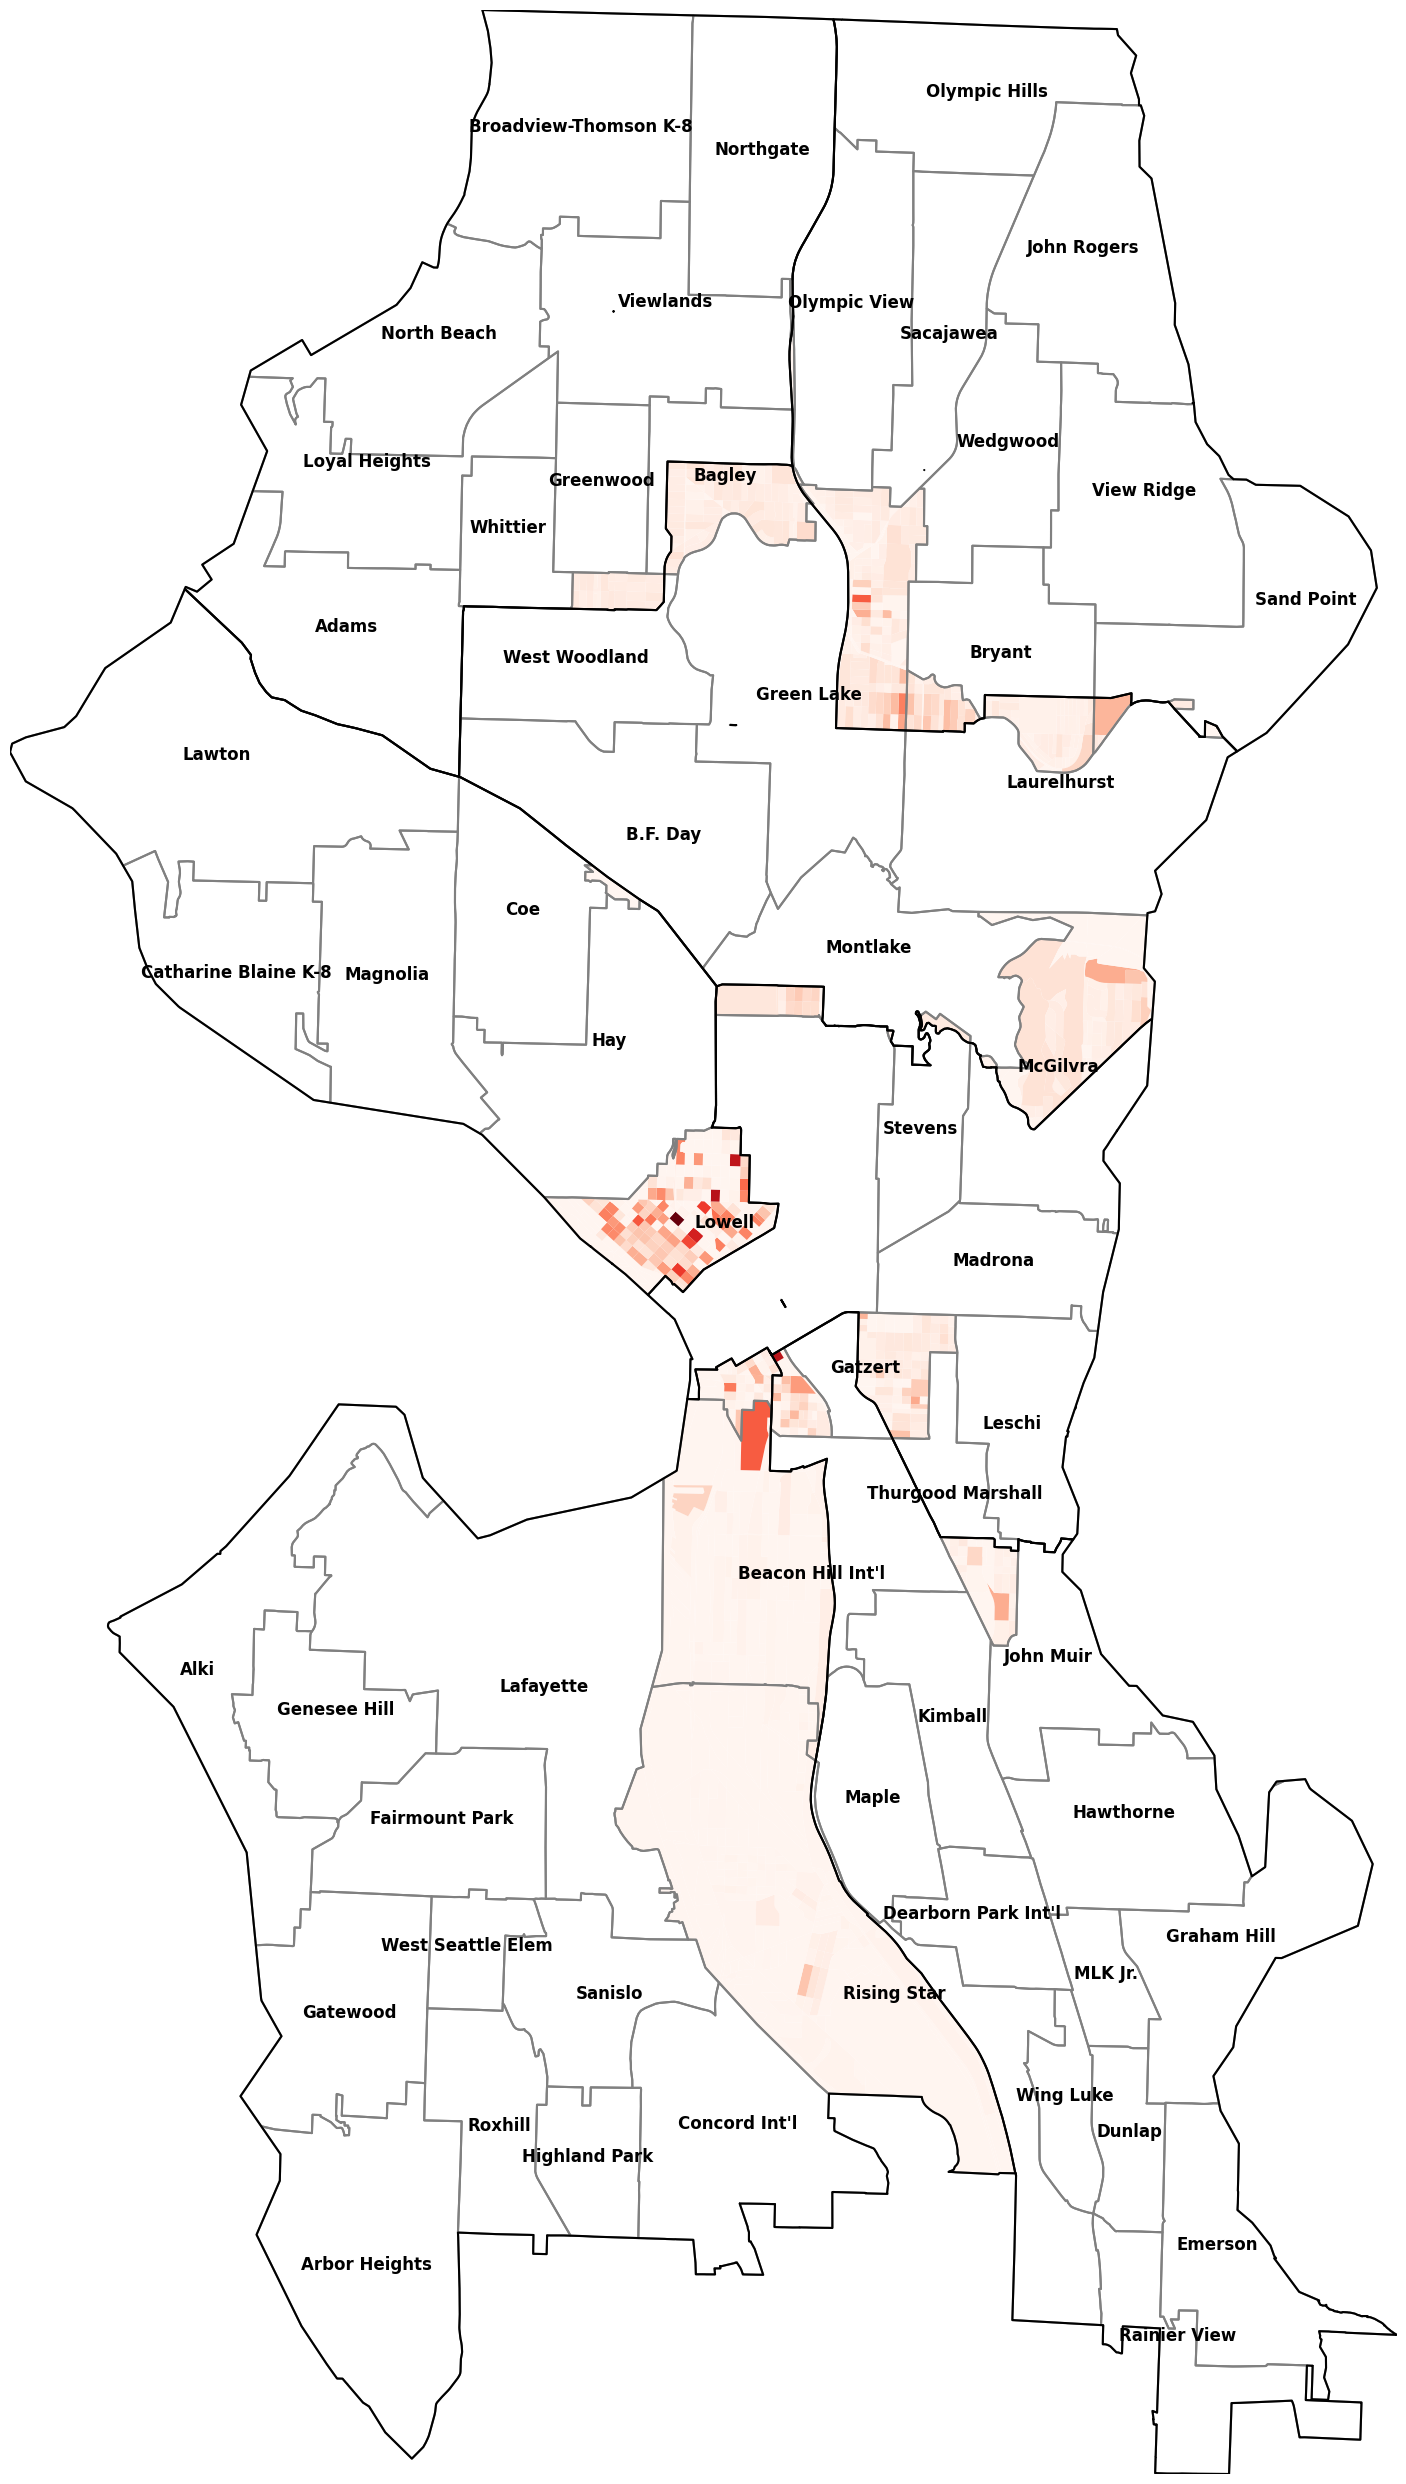 Olympic Hills
Broadview-Thomson K-8
Northgate
John Rogers
Viewlands
Olympic View
North Beach
Sacajawea
Wedgwood
Loyal Heights
Bagley
Greenwood
View Ridge
Whittier
Sand Point
Adams
Bryant
West Woodland
Green Lake
Lawton
Laurelhurst
B.F. Day
Coe
Montlake
Catharine Blaine K-8
Magnolia
Hay
McGilvra
Stevens
Lowell
Madrona
Gatzert
Leschi
Thurgood Marshall
Beacon Hill Int'l
John Muir
Alki
Lafayette
Genesee Hill
Kimball
Maple
Hawthorne
Fairmount Park
Dearborn Park Int'l
Graham Hill
West Seattle Elem
MLK Jr.
Sanislo
Rising Star
Gatewood
Wing Luke
Concord Int'l
Roxhill
Dunlap
Highland Park
Emerson
Arbor Heights
Rainier View